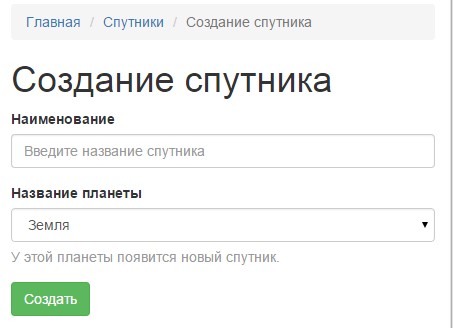 Главная / Спутники / Создание спутника
Создание спутника
Наименование
Введите название спутника
Название планеты
Земля
У этой планеты появится новый спутник.
Создать